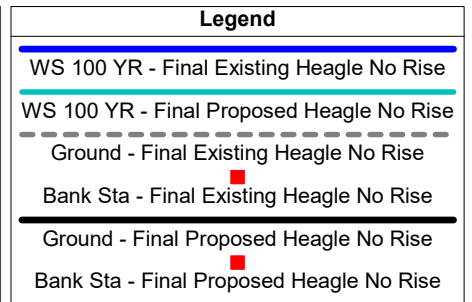 Legend
WS 100 YR - Final Existing Heagle No Rise
WS 100 YR - Final Proposed Heagle No Rise
Ground - Final Existing Heagle No Rise
Bank Sta - Final Existing Heagle No Rise
Ground - Final Proposed Heagle No Rise
Bank Sta - Final Proposed Heagle No Rise